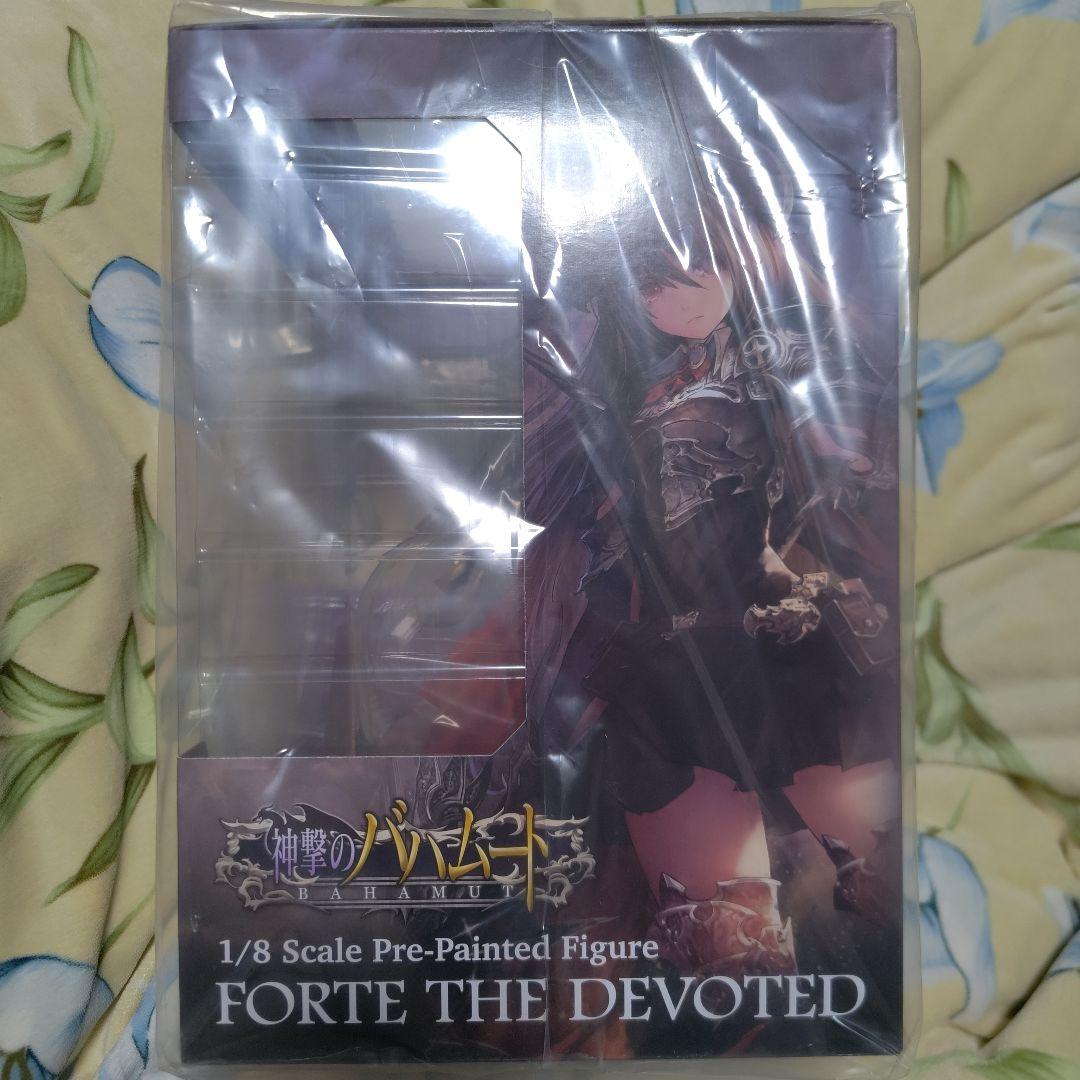 神撃のバハムート
BAHAMUT
1/8 Scale Pre-Painted Figure
FORTE THE DEVOTED